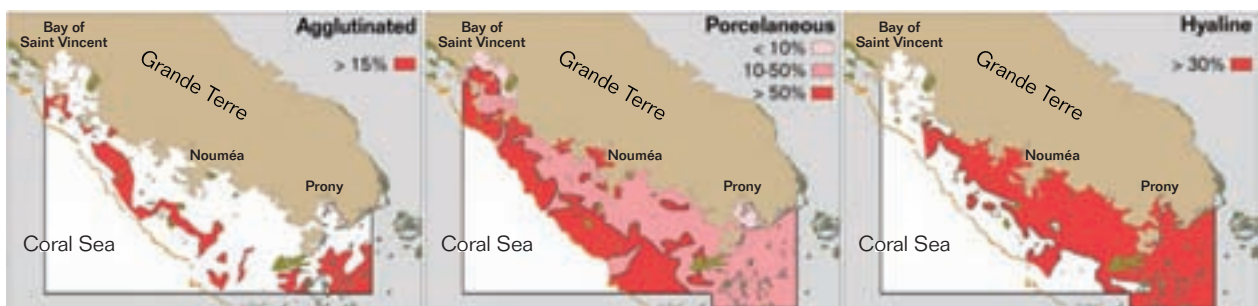 Bay of
Saint Vincent
Agglutinated
> 15%
Grande Terre
Nouméa
Prony
Coral Sea
Bay of
Saint Vincent
Porcelaneous
< 10%
10-50%
> 50%
Grande Terre
Nouméa
Prony
Coral Sea
Bay of
Saint Vincent
Hyaline
> 30%
Grande Terre
Nouméa
Prony
Coral Sea